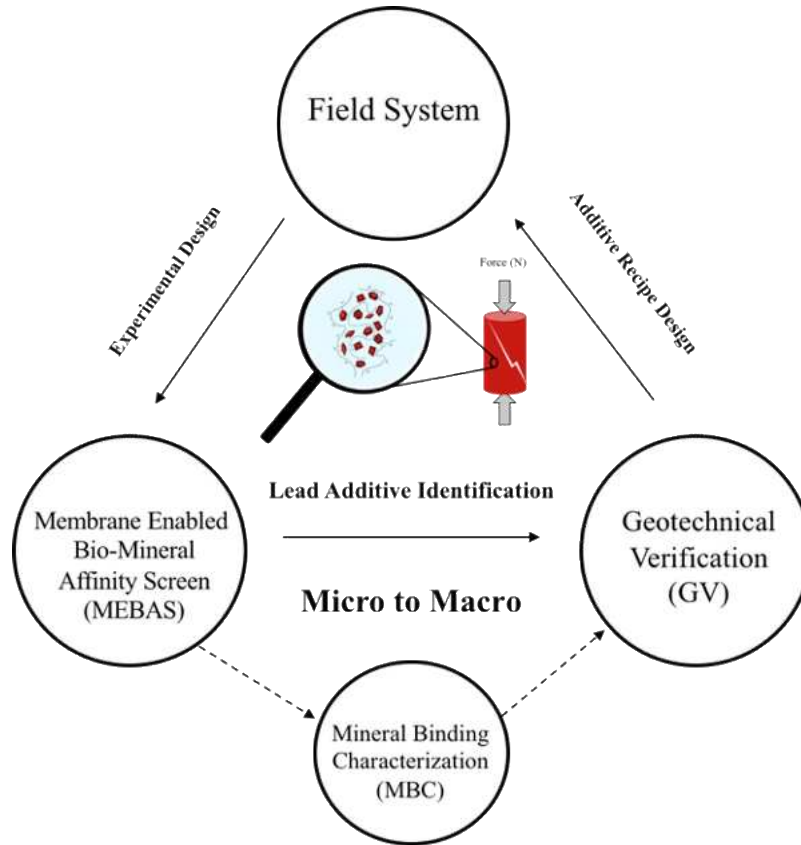 Field System
Experimental Design
Additive Recipe Design
Force (N)
Lead Additive Identification
Membrane Enabled
Bio-Mineral
Affinity Screen
(MEBAS)
Geotechnical
Verification
(GV)
Micro to Macro
Mineral Binding
Characterization
(MBC)